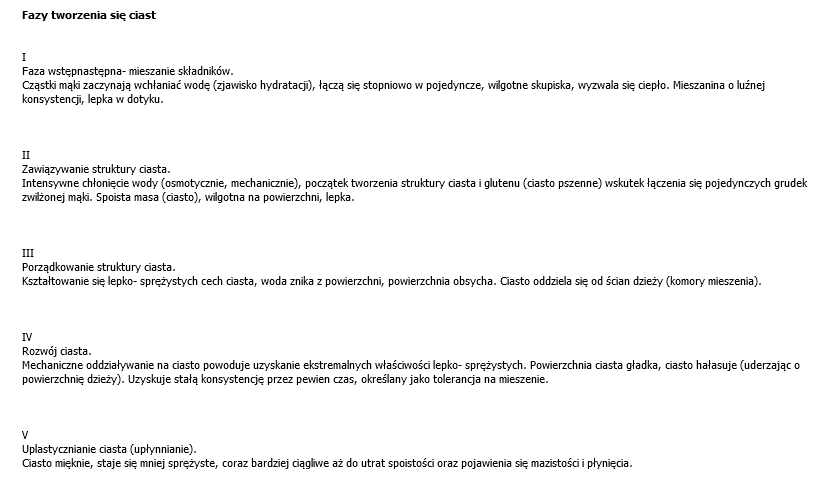 Fazy tworzenia się ciast
I
Faza wstępnastępna- mieszanie składników.
Cząstki mąki zaczynają wchłaniać wodę (zjawisko hydratacji), łączą się stopniowo w pojedyncze, wilgotne skupiska, wyzwala się ciepło. Mieszanina o luźnej
konsystencji, lepka w dotyku.
II
Zawiązywanie struktury ciasta.
Intensywne chłonięcie wody (osmotycznie, mechanicznie), początek tworzenia struktury ciasta i glutenu (ciasto pszenne) wskutek łączenia się pojedynczych grudek
zwilżonej mąki. Spoista masa (ciasto), wilgotna na powierzchni, lepka.
III
Porządkowanie struktury ciasta.
Kształtowanie się lepko- sprężystych cech ciasta, woda znika z powierzchni, powierzchnia obsycha. Ciasto oddziela się od ścian dzieży (komory mieszenia).
IV
Rozwój ciasta.
Mechaniczne oddziaływanie na ciasto powoduje uzyskanie ekstremalnych właściwości lepko- sprężystych. Powierzchnia ciasta gładka, ciasto hałasuje (uderzając o
powierzchnię dzieży). Uzyskuje stałą konsystencję przez pewien czas, określany jako tolerancja na mieszenie.
V
Uplastycznianie ciasta (upłynnianie).
Ciasto mięknie, staje się mniej sprężyste, coraz bardziej ciągliwe aż do utrat spoistości oraz pojawienia się mazistości i płynięcia.